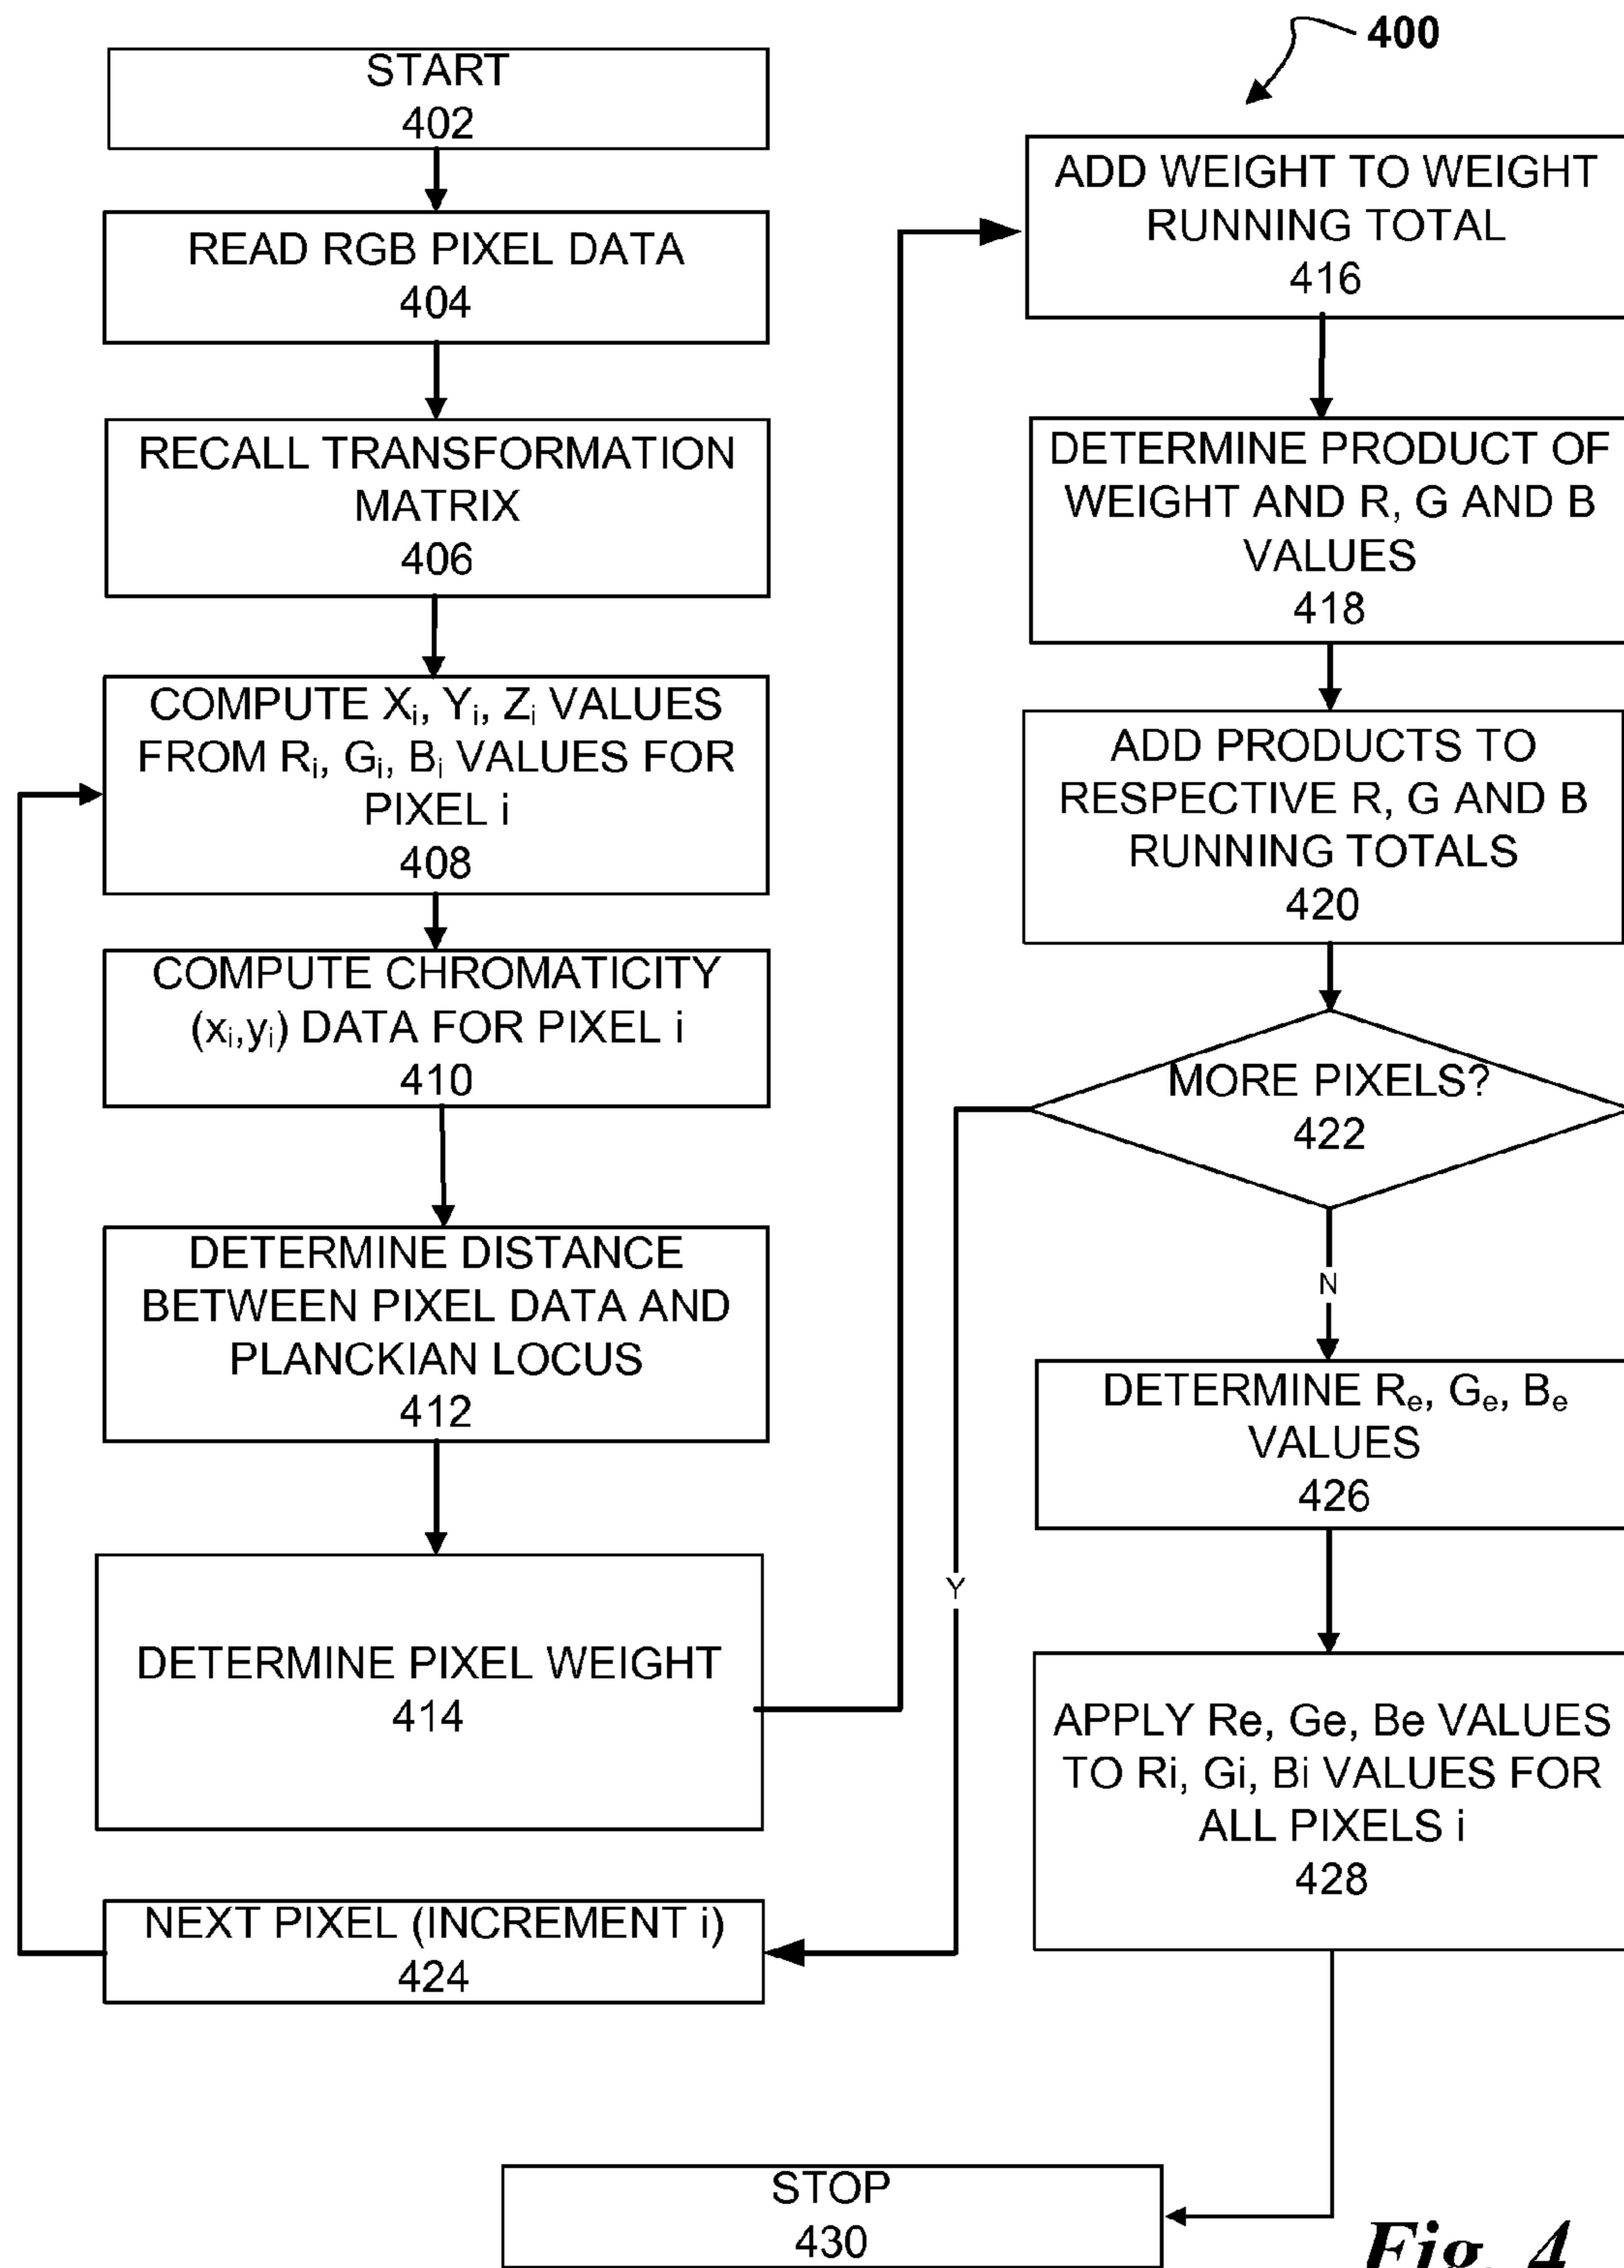 400
START
402
READ RGB PIXEL DATA
404
RECALL TRANSFORMATION
MATRIX
406
COMPUTE Xi, Yi, Zi VALUES
FROM Ri, Gi, Bi VALUES FOR
PIXEL i
408
COMPUTE CHROMATICITY
(xi,yi) DATA FOR PIXEL i
410
DETERMINE DISTANCE
BETWEEN PIXEL DATA AND
PLANCKIAN LOCUS
412
DETERMINE PIXEL WEIGHT
414
NEXT PIXEL (INCREMENT i)
424
ADD WEIGHT TO WEIGHT
RUNNING TOTAL
416
DETERMINE PRODUCT OF
WEIGHT AND R, G AND B
VALUES
418
ADD PRODUCTS TO
RESPECTIVE R, G AND B
RUNNING TOTALS
420
MORE PIXELS?
422
N
Y
DETERMINE Re, Ge, Be
VALUES
426
APPLY Re, Ge, Be VALUES
TO Ri, Gi, Bi VALUES FOR
ALL PIXELS i
428
STOP
430
Fig. 4